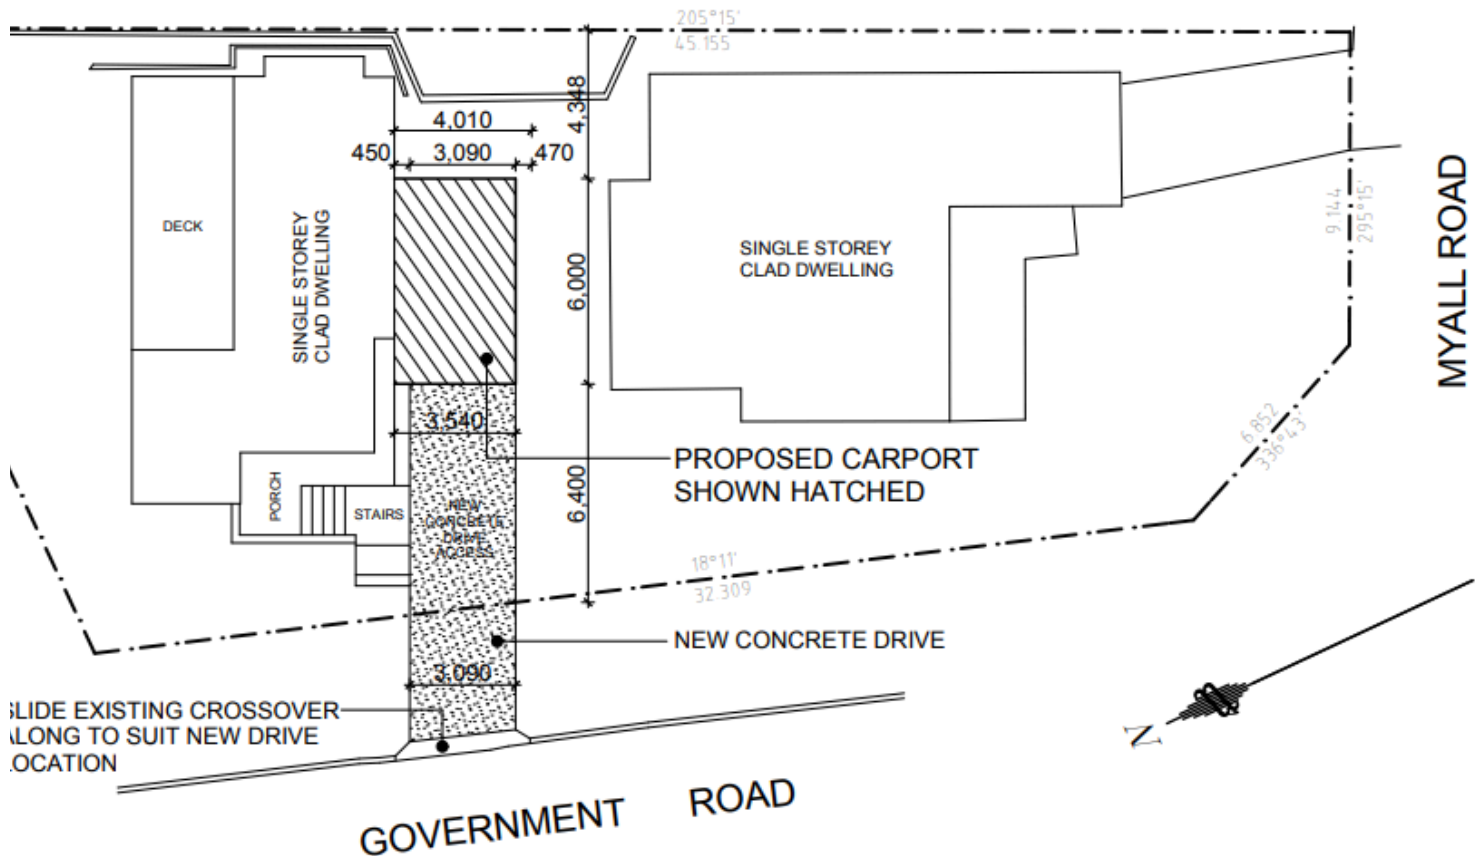 205°15'
45.155
4,348
4,010
450
3,090
470
DECK
SINGLE STOREY
CLAD DWELLING
6,000
SINGLE STOREY
CLAD DWELLING
9.144
295°15'
MYALL ROAD
3,540
6,400
PROPOSED CARPORT
SHOWN HATCHED
6.852
336°43'
PORCH
STAIRS
NEW
CONCRETE
DRIVE
ACCESS
18°11'
32.309
NEW CONCRETE DRIVE
3,090
SLIDE EXISTING CROSSOVER
ALONG TO SUIT NEW DRIVE
LOCATION
N
GOVERNMENT ROAD